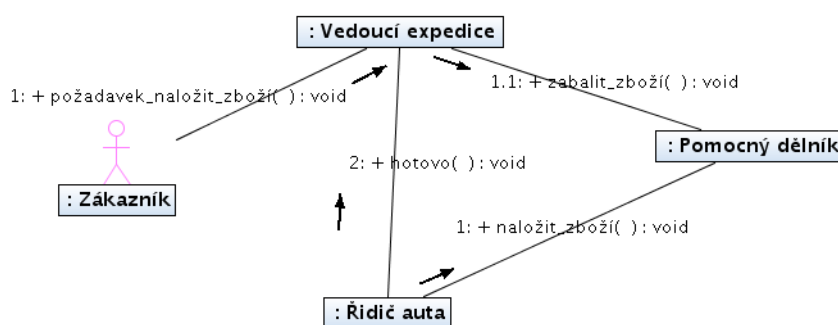 : Vedoucí expedice
1: + požadavek_naložit_zboží( ) : void
1.1: + zabalit_zboží( ) : void
: Pomocný dělník
2: + hotovo( ) : void
: Zákazník
1: + naložit_zboží( ) : void
: Řidič auta